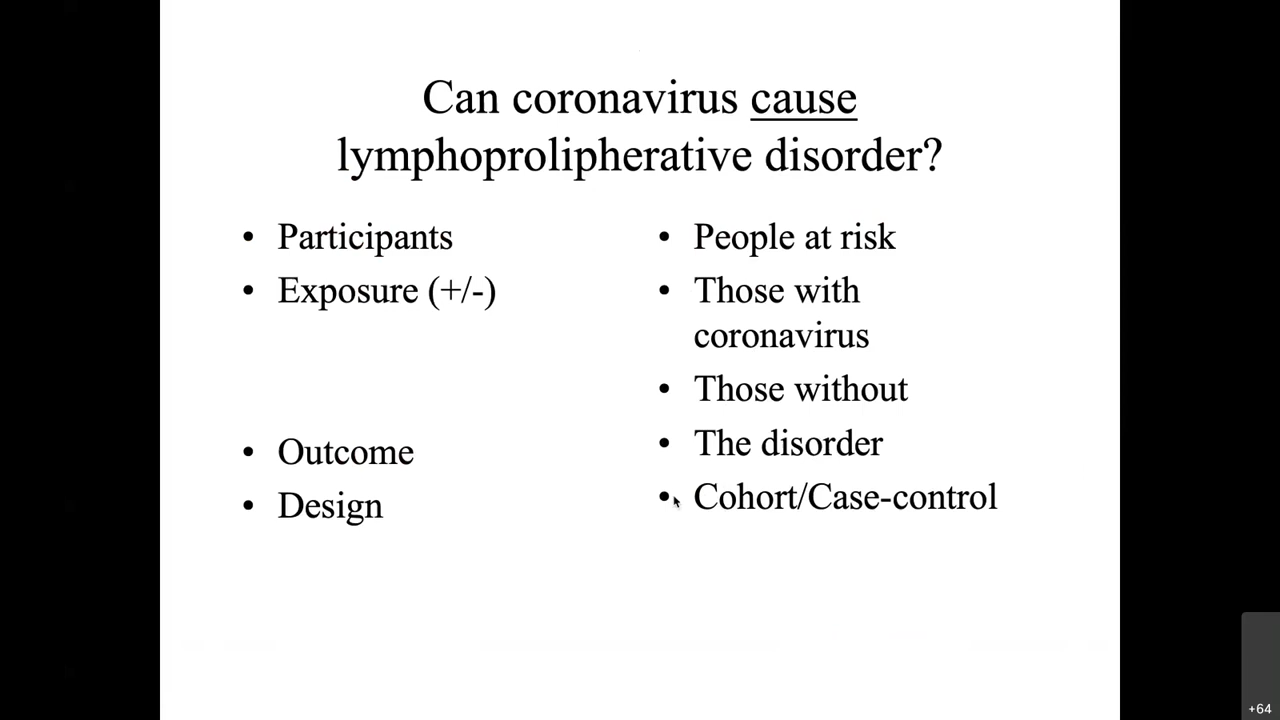 Can coronavirus cause
lymphoprolipherative disorder?
• Participants
• Exposure (+/-)
• Outcome
• Design
• People at risk
• Those with
coronavirus
• Those without
• The disorder
• Cohort/Case-control
+64